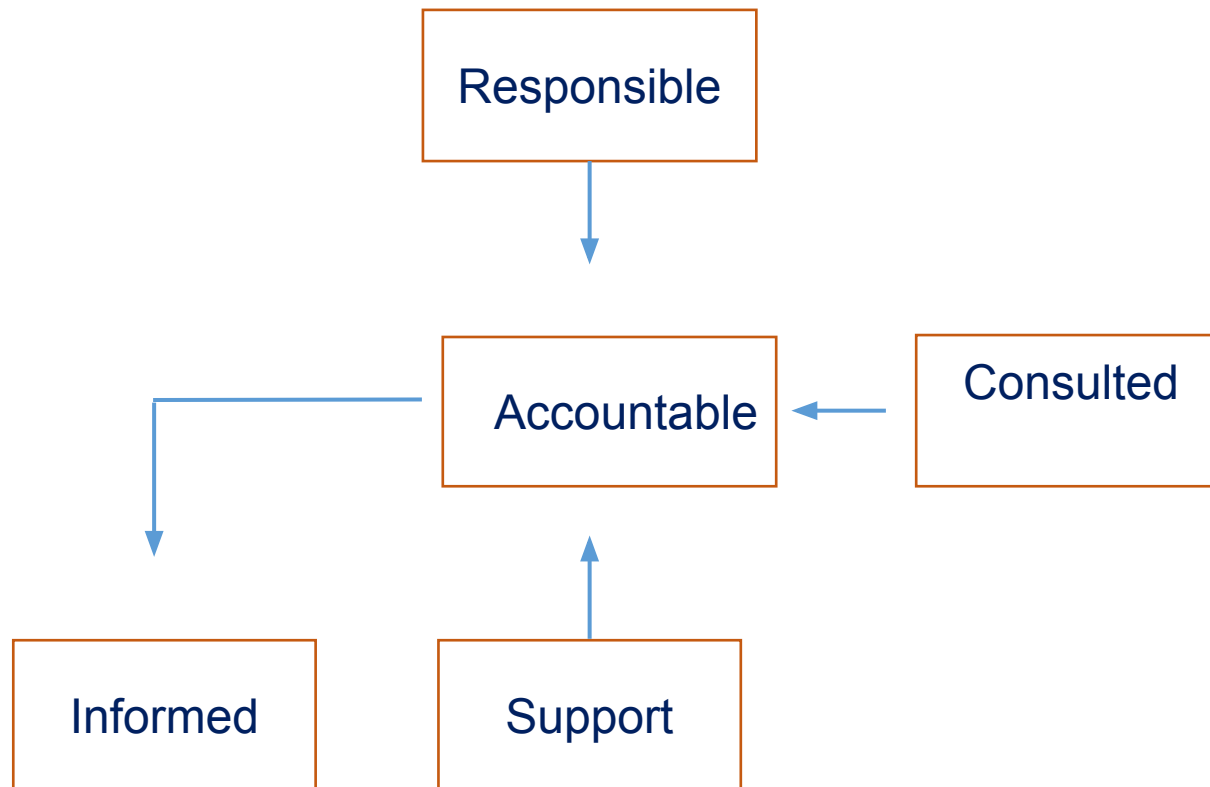 Responsible
Accountable
Consulted
Informed
Support